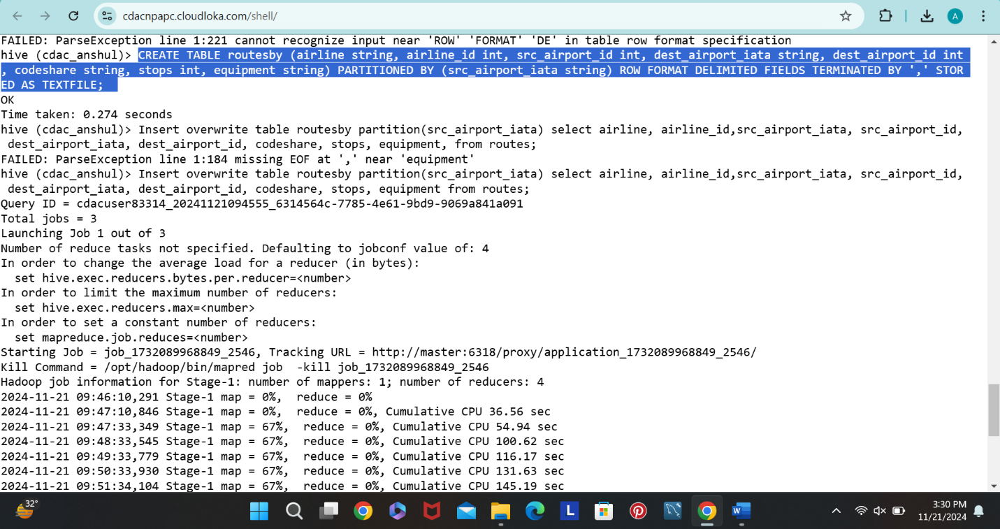 cdacnpapc.cloudloka.com/shell/
A
FAILED: ParseException line 1:221 cannot recognize input near 'ROW' 'FORMAT' 'DE' in table row format specification
hive (cdac_anshul)> CREATE TABLE routesby (airline string, airline_id int, src_airport_id int, dest_airport_iata string, dest_airport_id int
, codeshare string, stops int, equipment string) PARTITIONED BY (src_airport_iata string) ROW FORMAT DELIMITED FIELDS TERMINATED BY ',' STOR
ED AS TEXTFILE;
OK
Time taken: 0.274 seconds
hive (cdac_anshul)> Insert overwrite table routesby partition(src_airport_iata) select airline, airline_id,src_airport_iata, src_airport_id,
dest_airport_iata, dest_airport_id, codeshare, stops, equipment, from routes;
FAILED: ParseException line 1:184 missing EOF at ',' near 'equipment'
hive (cdac_anshul)> Insert overwrite table routesby partition(src_airport_iata) select airline, airline_id,src_airport_iata, src_airport_id,
dest_airport_iata, dest_airport_id, codeshare, stops, equipment from routes;
Query ID = cdacuser83314_20241121094555_6314564c-7785-4e61-9bd9-9069a841a091
Total jobs = 3
Launching Job 1 out of 3
Number of reduce tasks not specified. Defaulting to jobconf value of: 4
In order to change the average load for a reducer (in bytes):
set hive.exec.reducers.bytes.per.reducer=<number>
In order to limit the maximum number of reducers:
set hive.exec.reducers.max=<number>
In order to set a constant number of reducers:
set mapreduce.job.reduces=<number>
Starting Job = job_1732089968849_2546, Tracking URL = http://master:6318/proxy/application_1732089968849_2546/
Kill Command = /opt/hadoop/bin/mapred job  -kill job_1732089968849_2546
Hadoop job information for Stage-1: number of mappers: 1; number of reducers: 4
2024-11-21 09:46:10,291 Stage-1 map = 0%,  reduce = 0%
2024-11-21 09:47:10,846 Stage-1 map = 0%,  reduce = 0%, Cumulative CPU 36.56 sec
2024-11-21 09:47:33,349 Stage-1 map = 67%,  reduce = 0%, Cumulative CPU 54.94 sec
2024-11-21 09:48:33,545 Stage-1 map = 67%,  reduce = 0%, Cumulative CPU 100.62 sec
2024-11-21 09:49:33,779 Stage-1 map = 67%,  reduce = 0%, Cumulative CPU 116.17 sec
2024-11-21 09:50:33,930 Stage-1 map = 67%,  reduce = 0%, Cumulative CPU 131.63 sec
2024-11-21 09:51:34,104 Stage-1 map = 67%,  reduce = 0%, Cumulative CPU 145.19 sec
32°
L
W
3:30 PM
11/21/2024